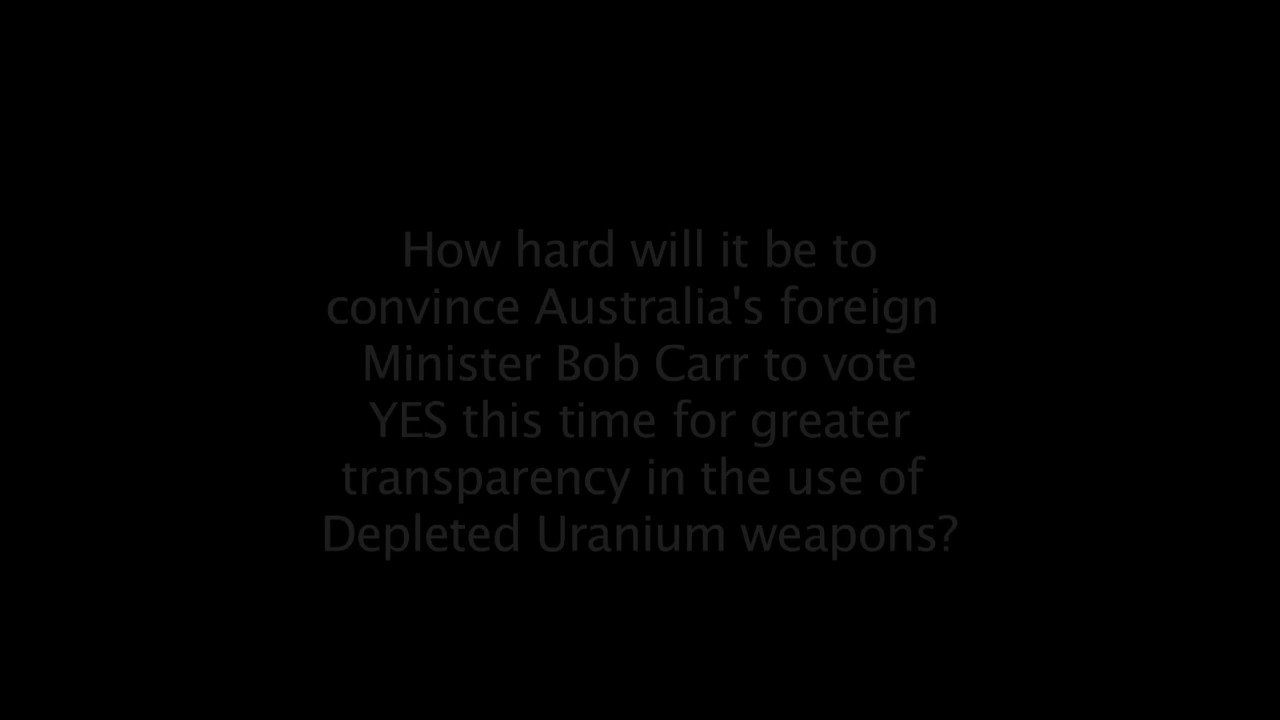 How hard will it be to
convince Australia's foreign
Minister Bob Carr to vote
YES this time for greater
transparency in the use of
Depleted Uranium weapons?